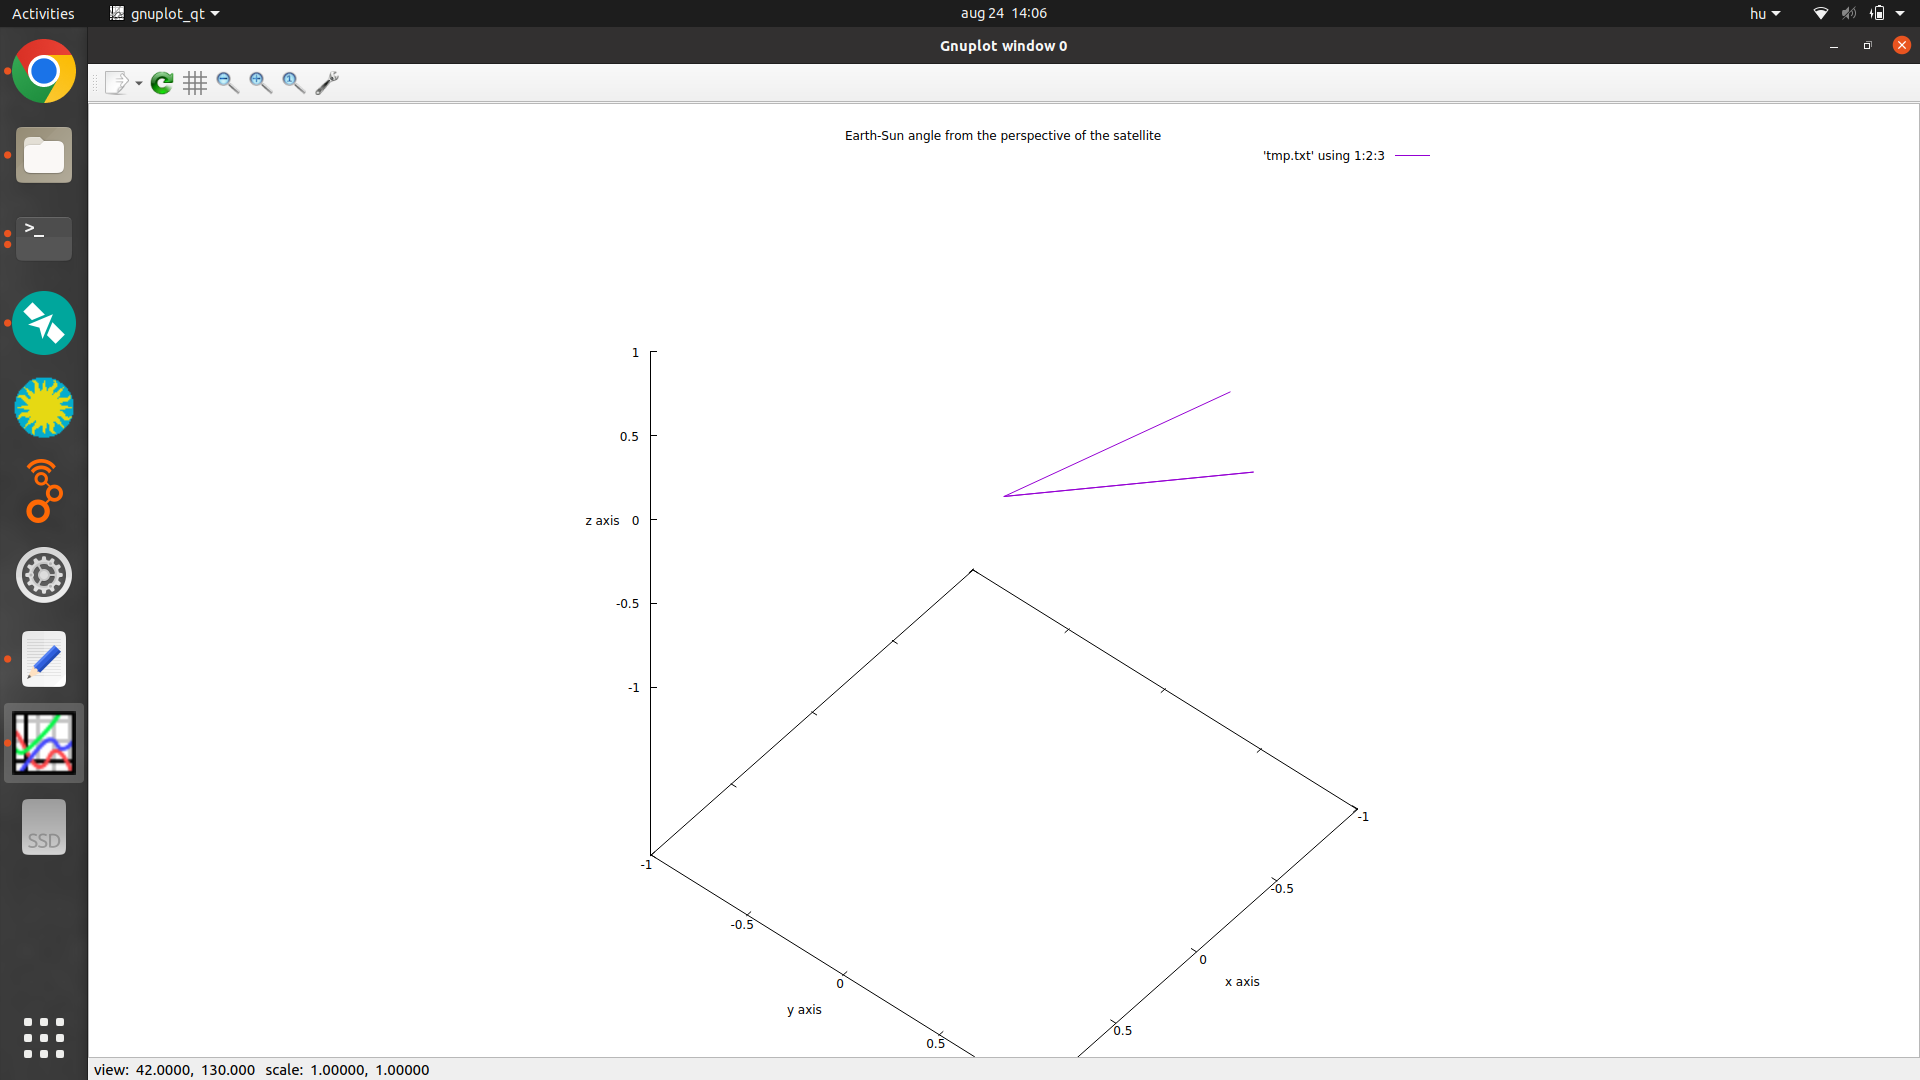 Activities
gnuplot_qt
aug 24 14:06
hu
Gnuplot window 0
Earth-Sun angle from the perspective of the satellite
'tmp.txt' using 1:2:3
1
0.5
z axis 0
-0.5
-1
-1
-1
-0.5
-0.5
0
0
x axis
y axis
0.5
0.5
>_
SSD
view: 42.0000, 130.000 scale: 1.00000, 1.00000